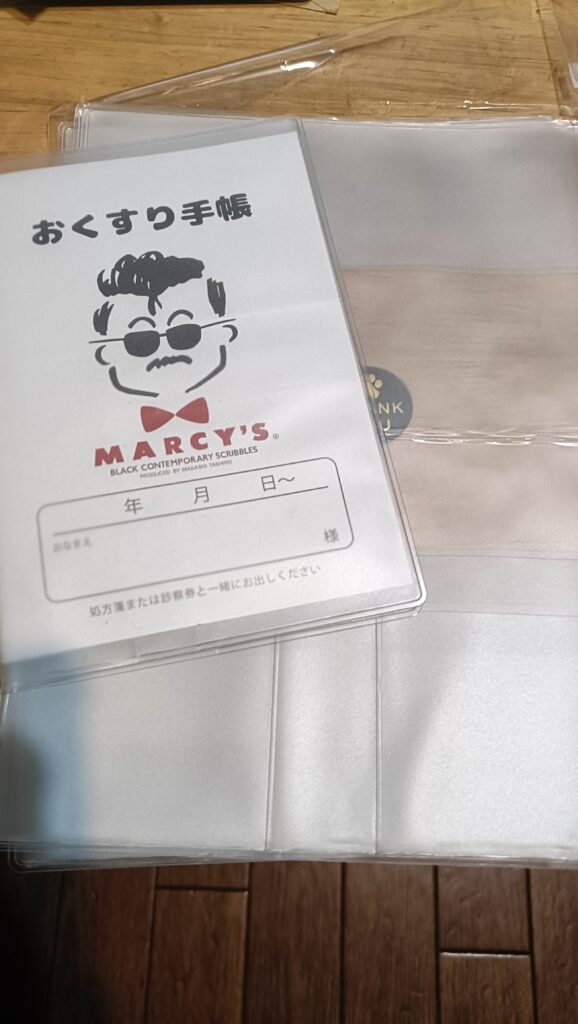 おくすり手帳
MARCY'S®
BLACK CONTEMPORARY SCRIBBLES
PRODUCED BY MASASHI TASHIRO
年 月 日～
おなまえ
様
処方箋または診察券と一緒にお出しください